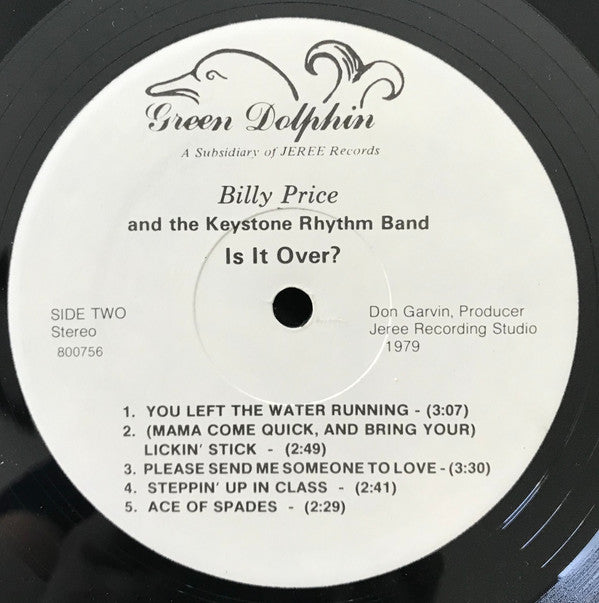 Green Dolphin
A Subsidiary of JEREE Records
Billy Price
and the Keystone Rhythm Band
Is It Over?
SIDE TWO
Stereo
800756
Don Garvin, Producer
Jeree Recording Studio
1979
1. YOU LEFT THE WATER RUNNING - (3:07)
2. (MAMA COME QUICK, AND BRING YOUR)
LICKIN' STICK - (2:49)
3. PLEASE SEND ME SOMEONE TO LOVE - (3:30)
4. STEPPIN' UP IN CLASS - (2:41)
5. ACE OF SPADES - (2:29)